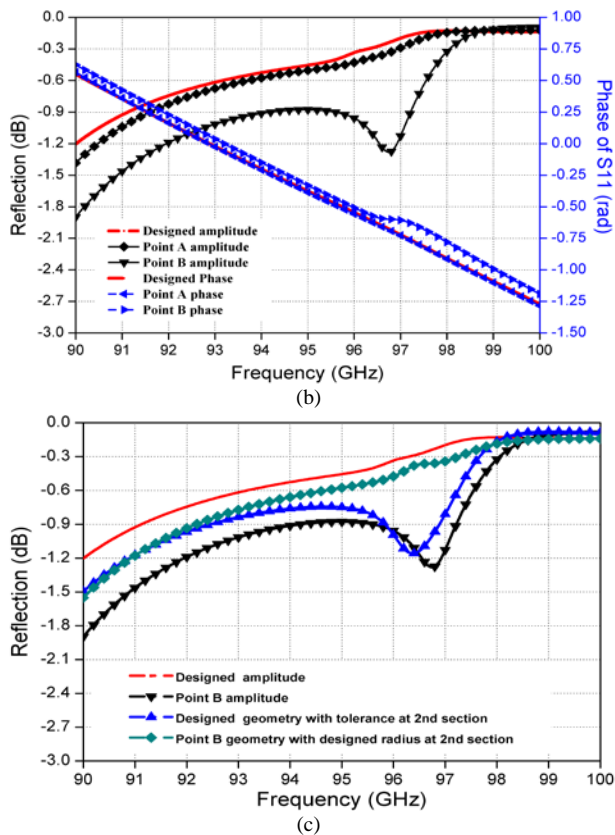 0.0
-0.3
-0.6
-0.9
-1.2
-1.5
-1.8
-2.1
-2.4
-2.7
-3.0
Reflection (dB)
1.00
0.75
0.50
0.25
0.00
-0.25
-0.50
-0.75
-1.00
-1.25
-1.50
Phase of S11 (rad)
Designed amplitude
Point A amplitude
Point B amplitude
Designed Phase
Point A phase
Point B phase
90 91 92 93 94 95 96 97 98 99 100
Frequency (GHz)
(b)
0.0
-0.3
-0.6
-0.9
-1.2
-1.5
-1.8
-2.1
-2.4
-2.7
-3.0
Reflection (dB)
Designed amplitude
Point B amplitude
Designed geometry with tolerance at 2nd section
Point B geometry with designed radius at 2nd section
90 91 92 93 94 95 96 97 98 99 100
Frequency (GHz)
(c)